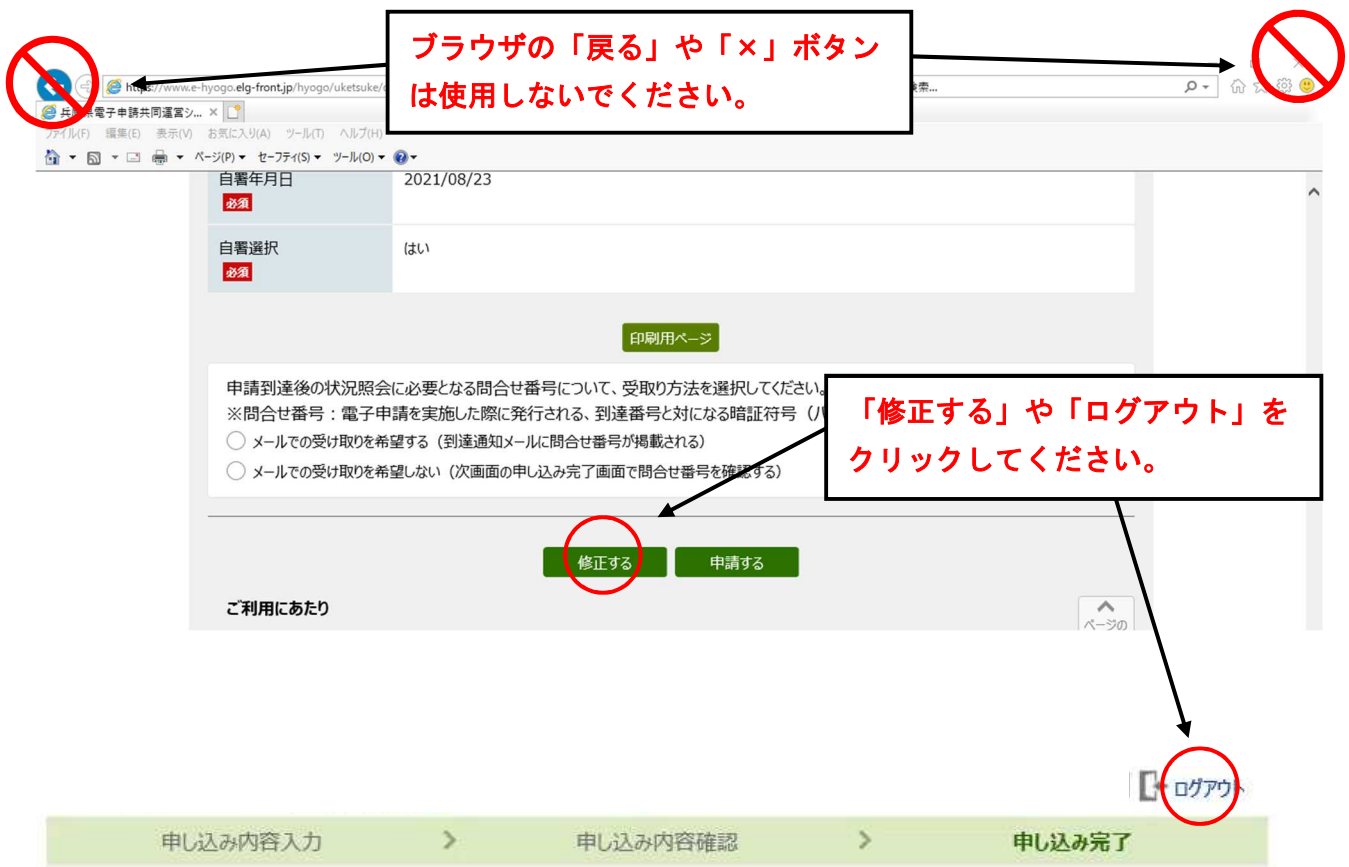 ブラウザの「戻る」や「×」ボタン
は使用しないでください。
https://www.e-hyogo.elg-front.jp/hyogo/uketsuke/
兵庫県電子申請共同運営シ... ×
ファイル(F) 編集(E) 表示(V) お気に入り(A) ツール(T) ヘルプ(H)
ページ(P) セーフティ(S) ツール(O)
自署年月日 2021/08/23
必須
自署選択 はい
必須
印刷用ページ
申請到達後の状況照会に必要となる問合せ番号について、受取り方法を選択してください。
※問合せ番号：電子申請を実施した際に発行される、到達番号と対になる暗証符号（
メールでの受け取りを希望する（到達通知メールに問合せ番号が掲載される）
メールでの受け取りを希望しない（次画面の申し込み完了画面で問合せ番号を確認する）
「修正する」や「ログアウト」を
クリックしてください。
修正する 申請する
ご利用にあたり
ページの
ログアウト
申し込み内容入力 > 申し込み内容確認 > 申し込み完了